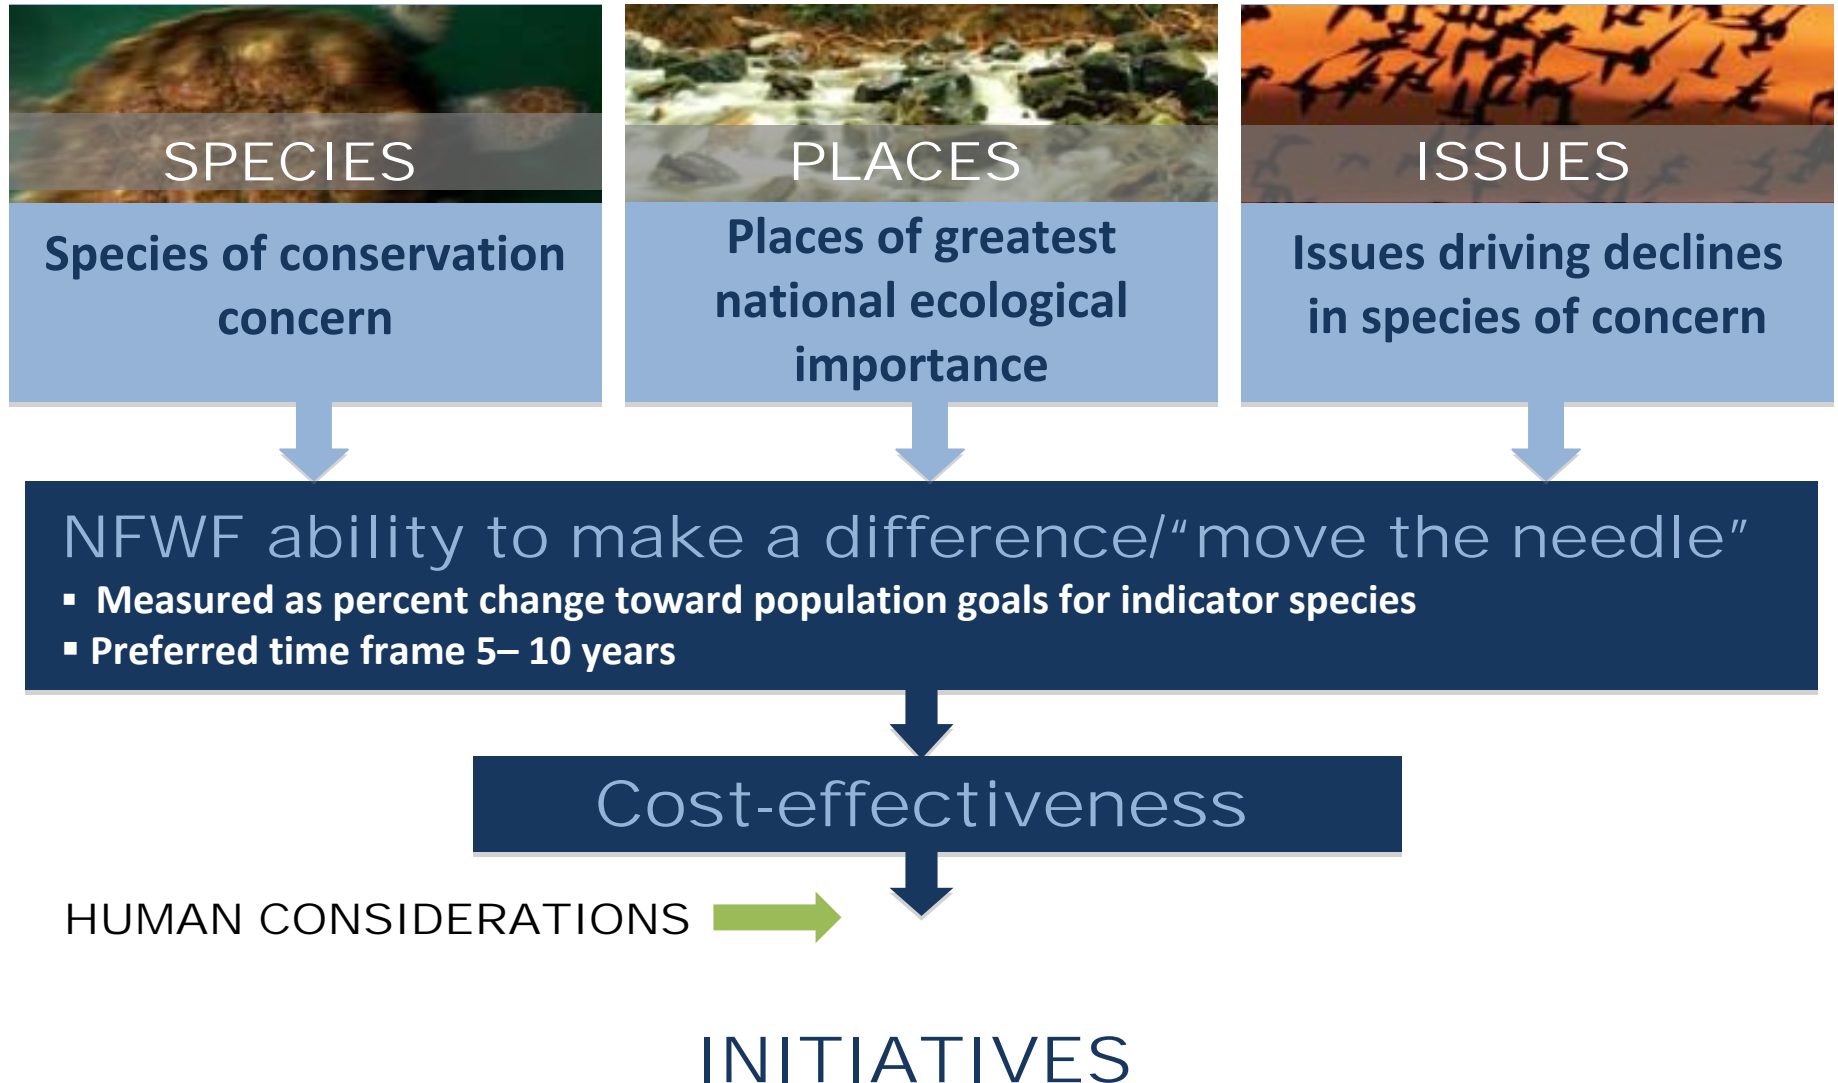 SPECIES
Species of conservation
concern
PLACES
Places of greatest
national ecological
importance
ISSUES
Issues driving declines
in species of concern
NFWF ability to make a difference/“move the needle”
▪ Measured as percent change toward population goals for indicator species
▪ Preferred time frame 5– 10 years
Cost-effectiveness
HUMAN CONSIDERATIONS
INITIATIVES